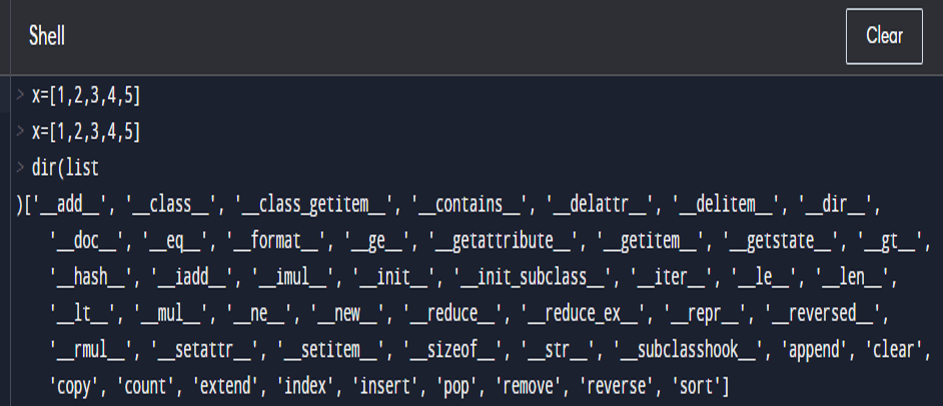 Shell
Clear
> x=[1,2,3,4,5]
> x=[1,2,3,4,5]
> dir(list
)['__add__', '__class__', '__class_getitem__', '__contains__', '__delattr__', '__delitem__', '__dir__',
'__doc__', '__eq__', '__format__', '__ge__', '__getattribute__', '__getitem__', '__getstate__', '__gt__',
'__hash__', '__iadd__', '__imul__', '__init__', '__init_subclass__', '__iter__', '__le__', '__len__',
'__lt__', '__mul__', '__ne__', '__new__', '__reduce__', '__reduce_ex__', '__repr__', '__reversed__',
'__rmul__', '__setattr__', '__setitem__', '__sizeof__', '__str__', '__subclasshook__', 'append', 'clear',
'copy', 'count', 'extend', 'index', 'insert', 'pop', 'remove', 'reverse', 'sort']